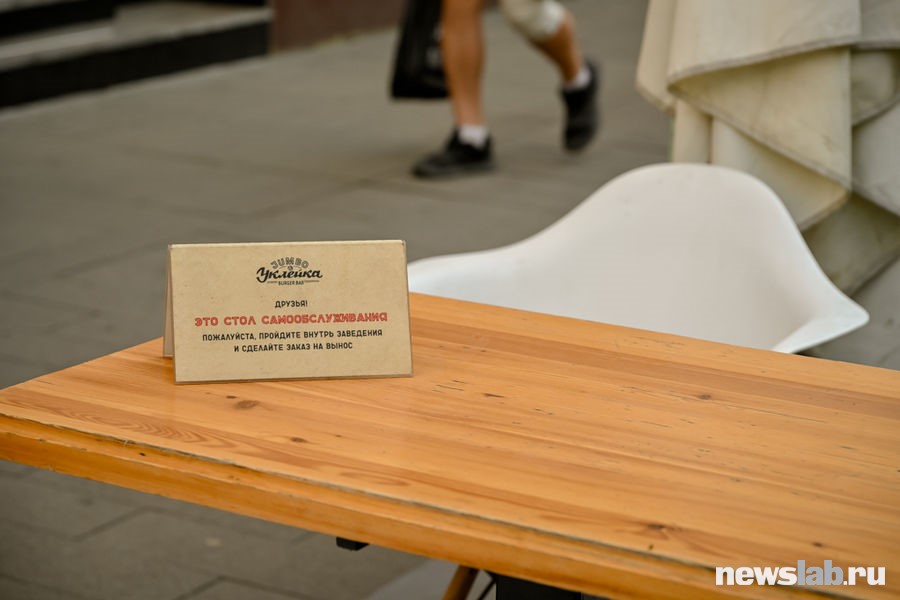 JUMBO
&
Уклейка
BURGER BAR
ДРУЗЬЯ!
ЭТО СТОЛ САМООБСЛУЖИВАНИЯ
ПОЖАЛУЙСТА, ПРОЙДИТЕ ВНУТРЬ ЗАВЕДЕНИЯ
И СДЕЛАЙТЕ ЗАКАЗ НА ВЫНОС
newslab.ru